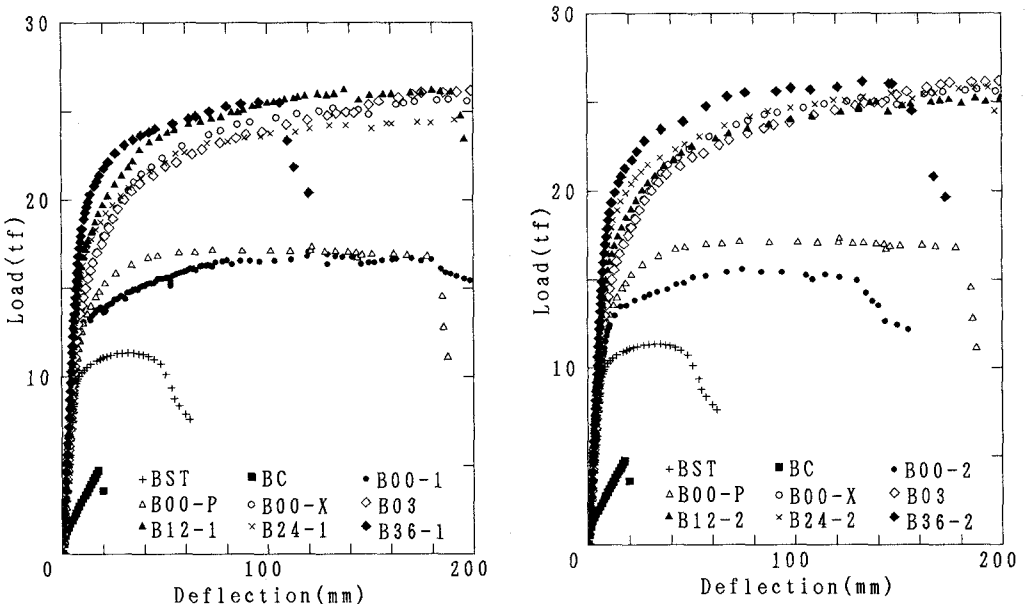 30
20
10
0
Load(tf)
+BST ■BC •B00-1
△B00-P ○B00-X ◇B03
▲B12-1 ×B24-1 ◆B36-1
0 100 200
Deflection(mm)
30
20
10
0
Load(tf)
+BST ■BC •B00-2
△B00-P ○B00-X ◇B03
▲B12-2 ×B24-2 ◆B36-2
0 100 200
Deflection(mm)